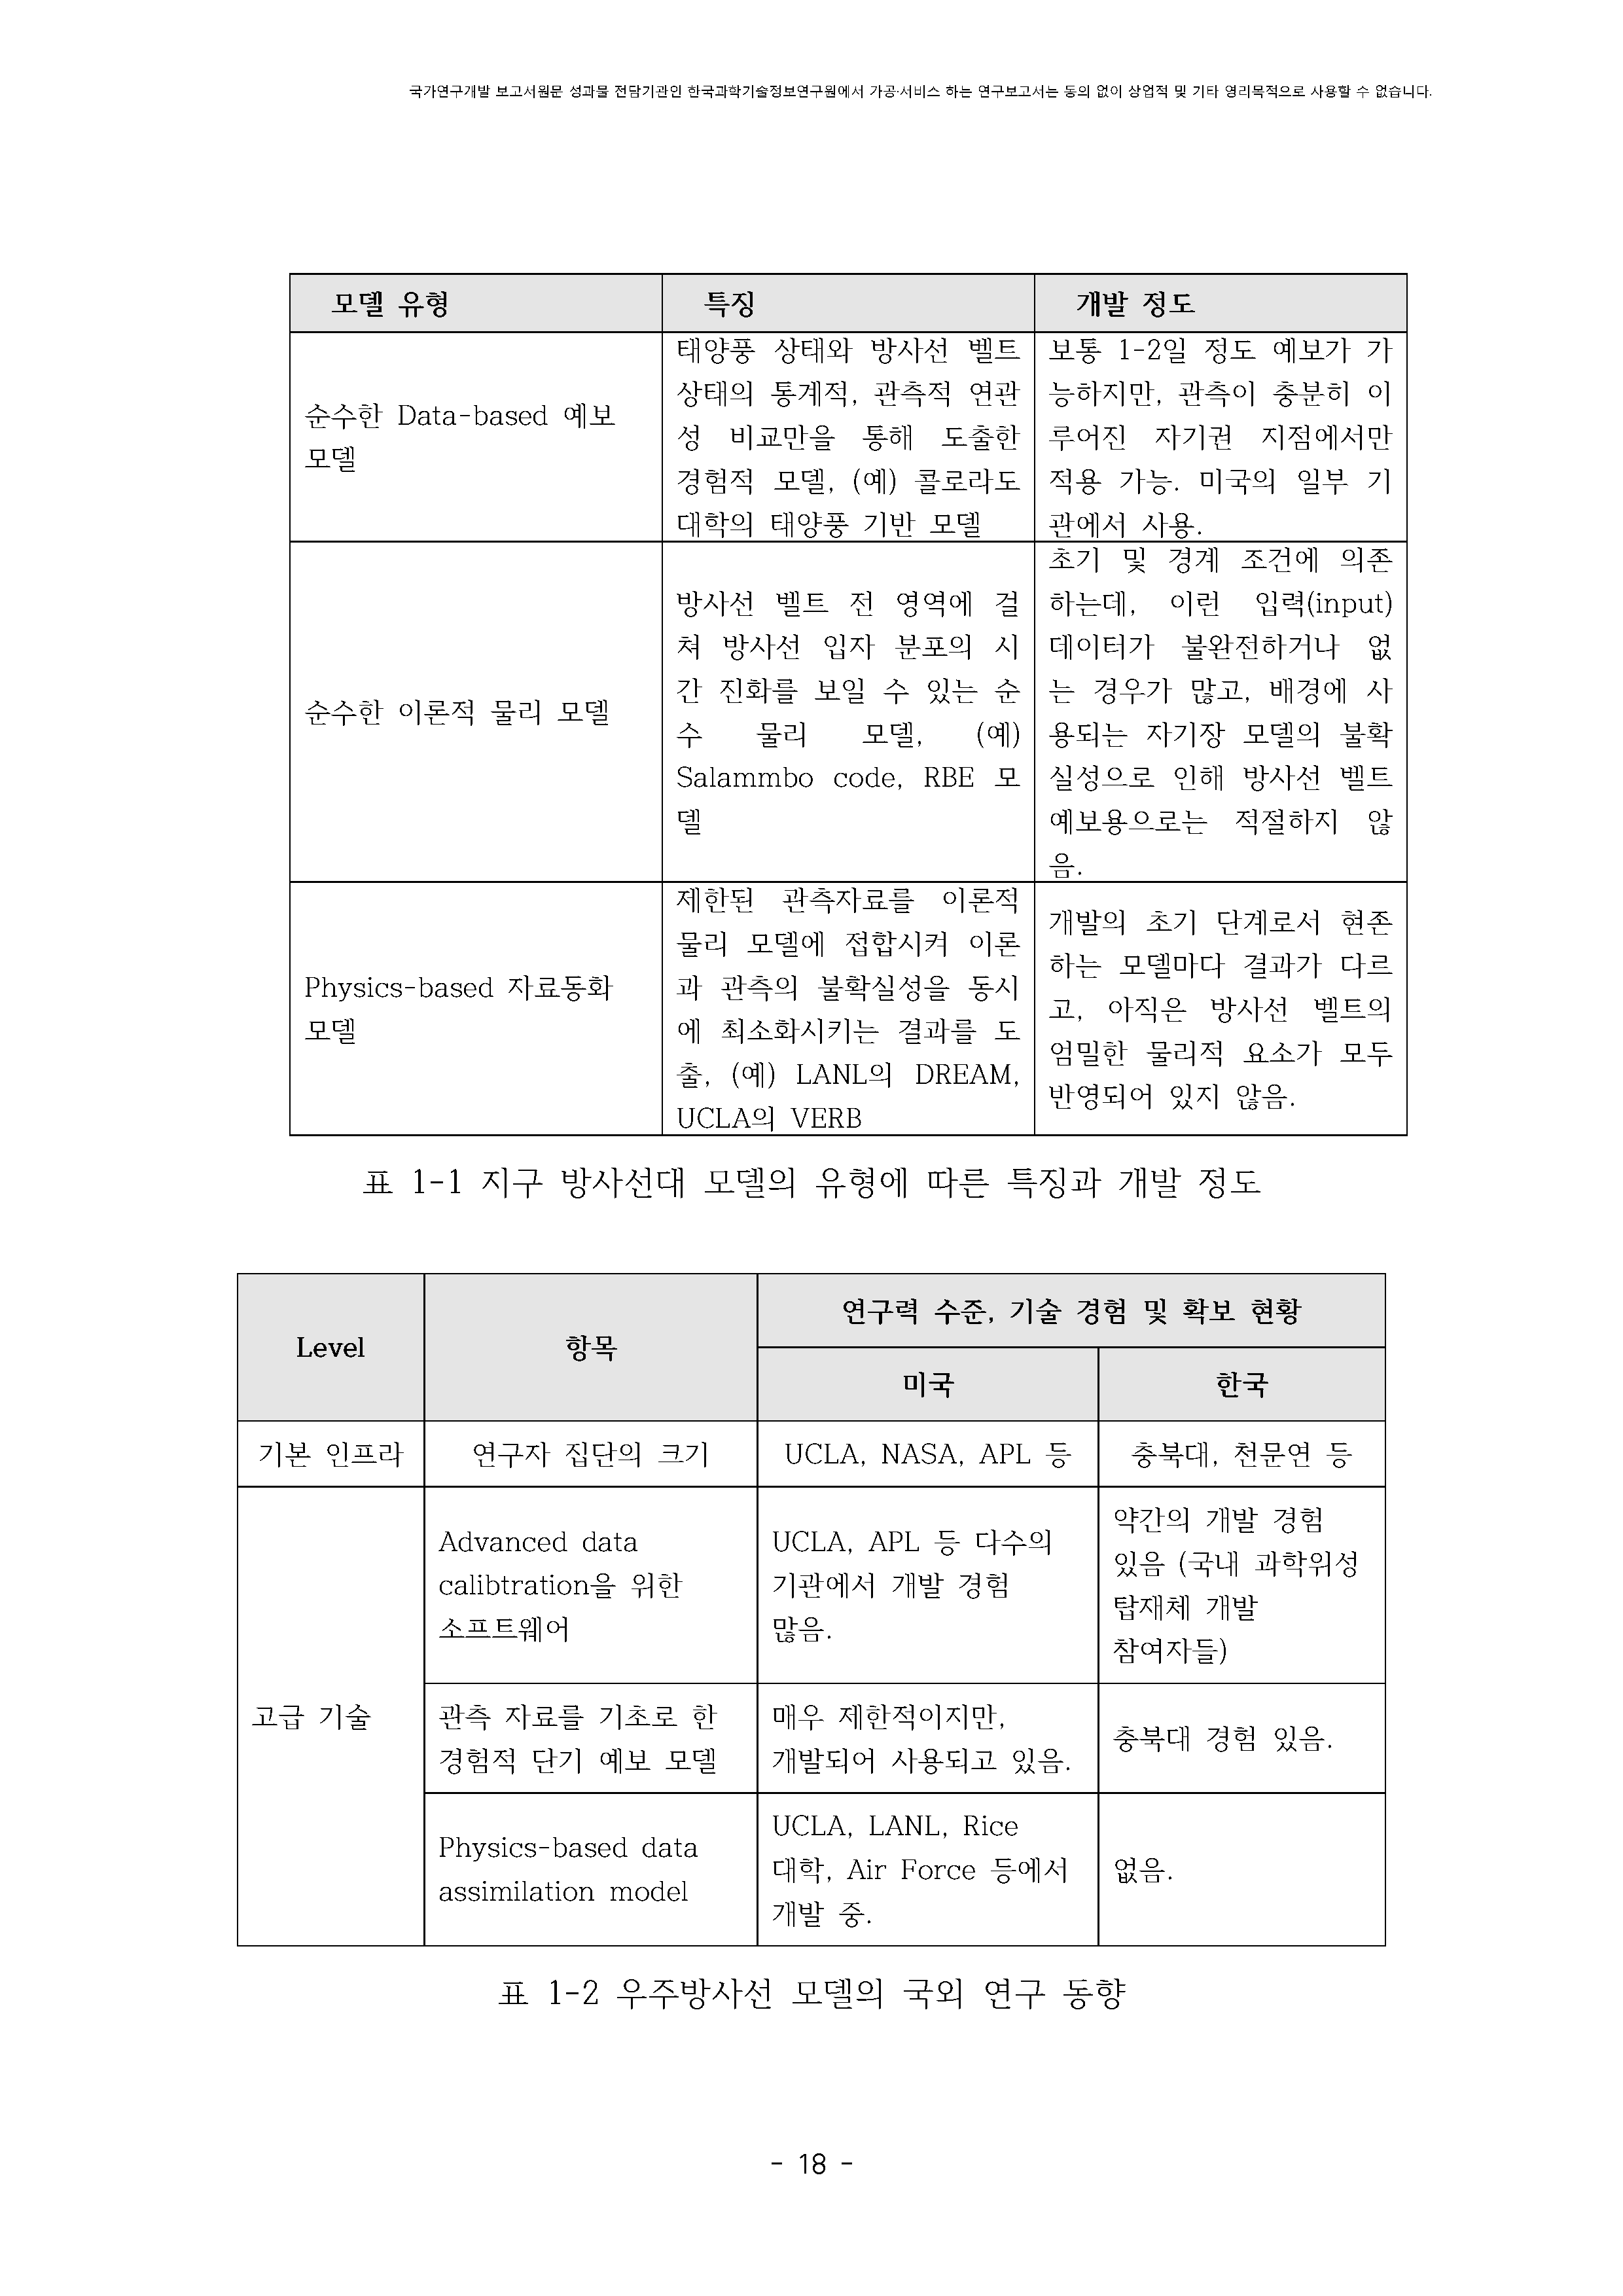 국가연구개발 보고서원문 성과물 전담기관인 한국과학기술정보연구원에서 가공·서비스 하는 연구보고서는 동의 없이 상업적 및 기타 영리목적으로 사용할 수 없습니다.
모델 유형
특징
개발 정도
순수한 Data-based 예보
모델
태양풍 상태와 방사선 벨트
상태의 통계적, 관측적 연관
성 비교만을 통해 도출한
경험적 모델, (예) 콜로라도
대학의 태양풍 기반 모델
보통 1-2일 정도 예보가 가
능하지만, 관측이 충분히 이
루어진 자기권 지점에서만
적용 가능. 미국의 일부 기
관에서 사용.
순수한 이론적 물리 모델
방사선 벨트 전 영역에 걸
쳐 방사선 입자 분포의 시
간 진화를 보일 수 있는 순
수 물리 모델, (예)
Salammbo code, RBE 모
델
초기 및 경계 조건에 의존
하는데, 이런 입력(input)
데이터가 불완전하거나 없
는 경우가 많고, 배경에 사
용되는 자기장 모델의 불확
실성으로 인해 방사선 벨트
예보용으로는 적절하지 않
음.
Physics-based 자료동화
모델
제한된 관측자료를 이론적
물리 모델에 접합시켜 이론
과 관측의 불확실성을 동시
에 최소화시키는 결과를 도
출, (예) LANL의 DREAM,
UCLA의 VERB
개발의 초기 단계로서 현존
하는 모델마다 결과가 다르
고, 아직은 방사선 벨트의
엄밀한 물리적 요소가 모두
반영되어 있지 않음.
표 1-1 지구 방사선대 모델의 유형에 따른 특징과 개발 정도
Level
항목
연구력 수준, 기술 경험 및 확보 현황
미국
한국
기본 인프라
연구자 집단의 크기
UCLA, NASA, APL 등
충북대, 천문연 등
고급 기술
Advanced data
calibtration을 위한
소프트웨어
UCLA, APL 등 다수의
기관에서 개발 경험
많음.
약간의 개발 경험
있음 (국내 과학위성
탑재체 개발
참여자들)
관측 자료를 기초로 한
경험적 단기 예보 모델
매우 제한적이지만,
개발되어 사용되고 있음.
충북대 경험 있음.
Physics-based data
assimilation model
UCLA, LANL, Rice
대학, Air Force 등에서
개발 중.
없음.
표 1-2 우주방사선 모델의 국외 연구 동향
- 18 -